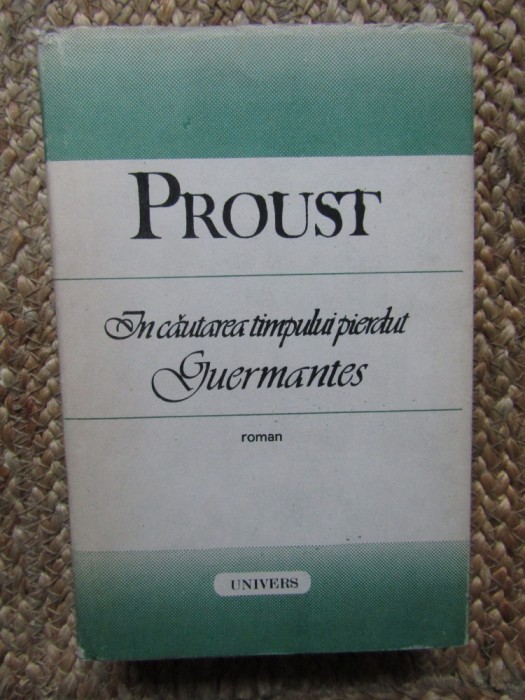 PROUST
In căutarea timpului pierdut
Guermantes
roman
UNIVERS